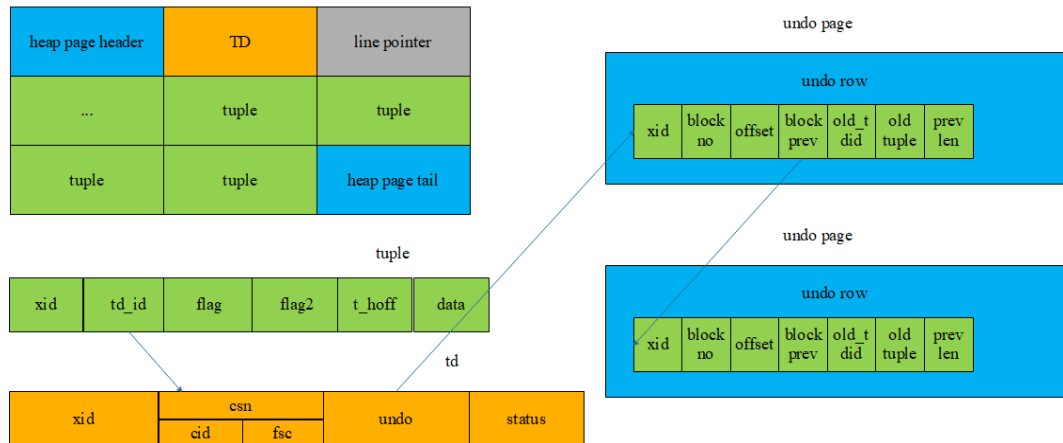 heap page header
TD
line pointer
...
tuple
tuple
tuple
tuple
heap page tail
tuple
xid
td_id
flag
flag2
t_hoff
data
td
xid
csn
cid
fsc
undo
status
undo page
undo row
xid
block
no
offset
block
prev
old_t
did
old
tuple
prev
len
undo page
undo row
xid
block
no
offset
block
prev
old_t
did
old
tuple
prev
len